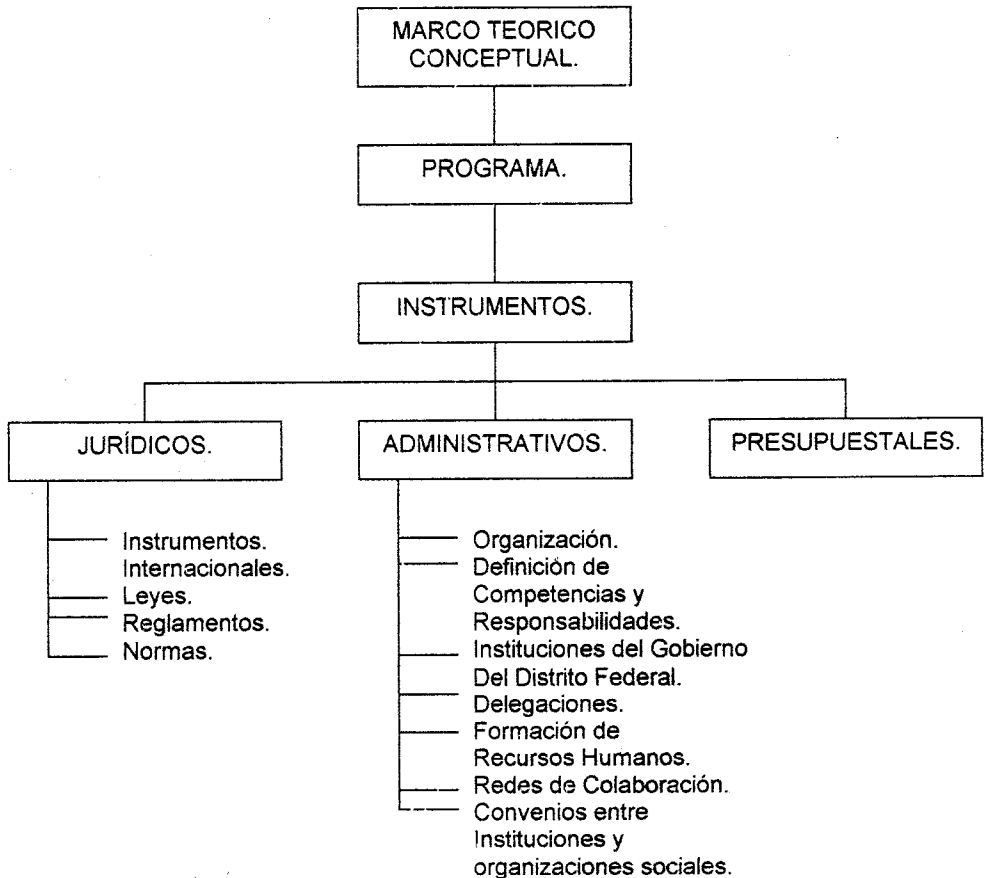 MARCO TEORICO
CONCEPTUAL.
PROGRAMA.
INSTRUMENTOS.
JURÍDICOS.
ADMINISTRATIVOS.
PRESUPUESTALES.
Instrumentos.
Internacionales.
Leyes.
Reglamentos.
Normas.
Organización.
Definición de
Competencias y
Responsabilidades.
Instituciones del Gobierno
Del Distrito Federal.
Delegaciones.
Formación de
Recursos Humanos.
Redes de Colaboración.
Convenios entre
Instituciones y
organizaciones sociales.